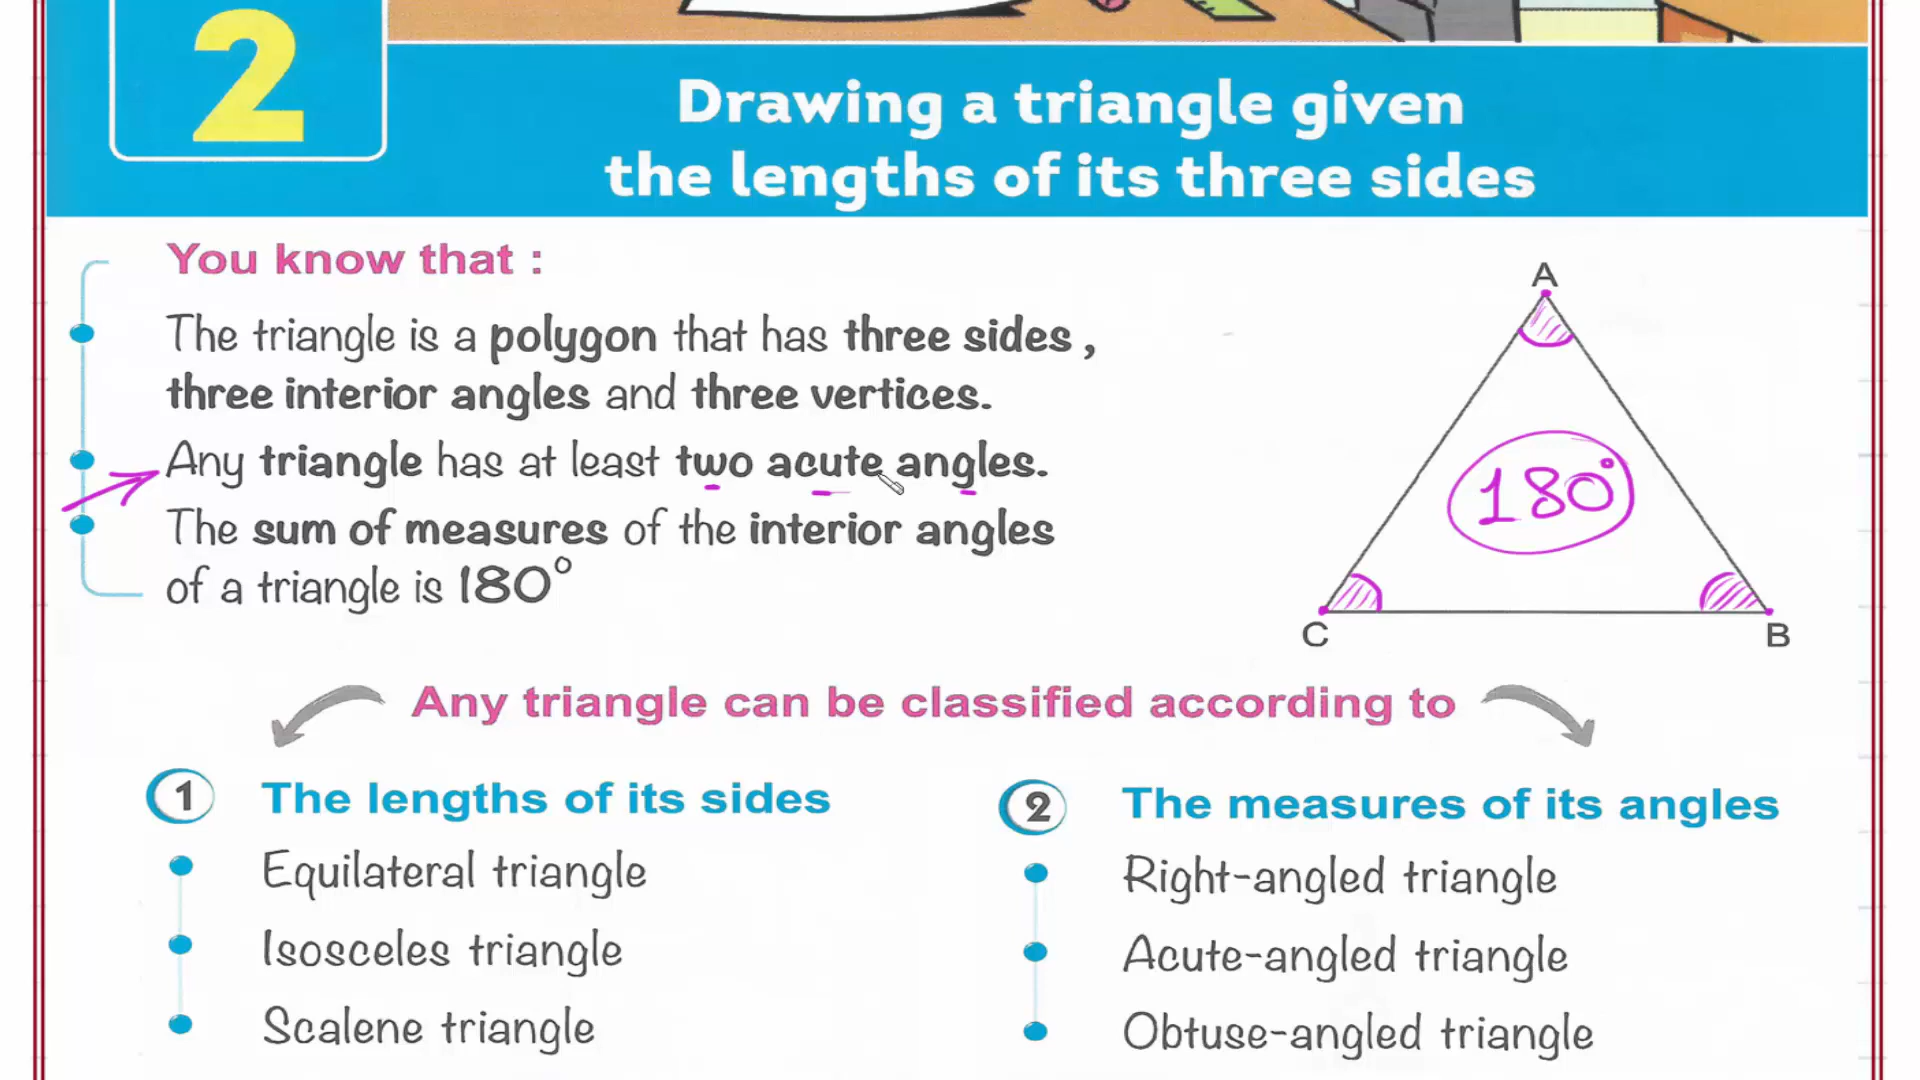 2
Drawing a triangle given
the lengths of its three sides
You know that :
The triangle is a polygon that has three sides ,
three interior angles and three vertices.
Any triangle has at least two acute angles.
The sum of measures of the interior angles
of a triangle is 180°
A
180°
C
B
Any triangle can be classified according to
1 The lengths of its sides
Equilateral triangle
Isosceles triangle
Scalene triangle
2 The measures of its angles
Right-angled triangle
Acute-angled triangle
Obtuse-angled triangle